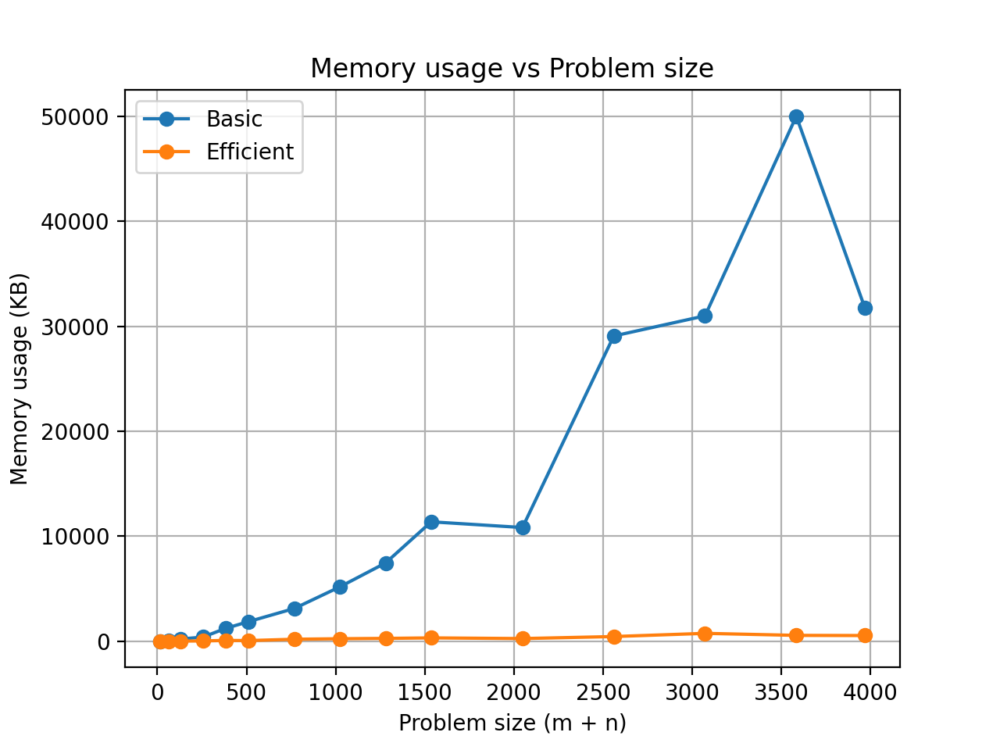 Memory usage vs Problem size
Basic
Efficient
50000
40000
30000
20000
10000
0
Memory usage (KB)
0 500 1000 1500 2000 2500 3000 3500 4000
Problem size (m + n)